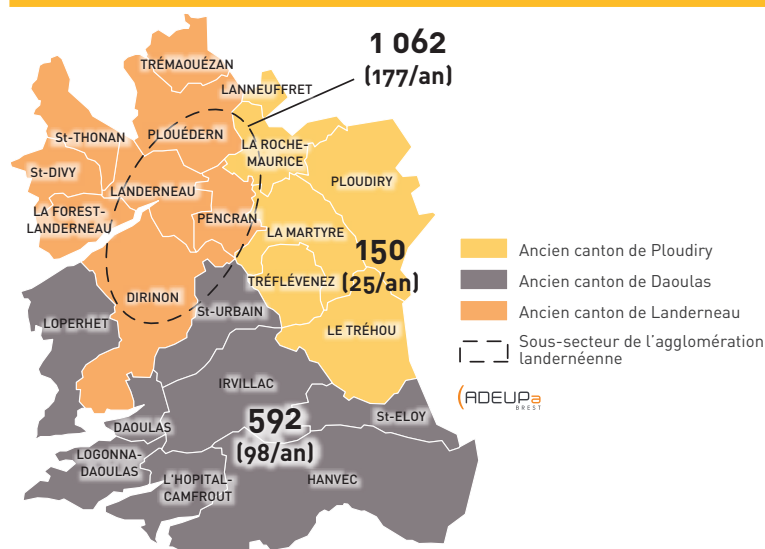 1 062
(177/an)
TRÉMAOUÉZAN
LANNEUFFRET
PLOUÉDERN
St-THONAN
LA ROCHE-
MAURICE
St-DIVY
PLOUDIRY
LANDERNEAU
LA FOREST-
LANDERNEAU
PENCRAN
LA MARTYRE
150
(25/an)
TRÉFLÉVENEZ
DIRINON
St-URBAIN
LOPERHET
LE TRÉHOU
Ancien canton de Ploudiry
Ancien canton de Daoulas
Ancien canton de Landerneau
Sous-secteur de l'agglomération
landernéenne
ADEUPa
BREST
IRVILLAC
592
(98/an)
St-ELOY
DAOULAS
LOGONNA-
DAOULAS
L'HOPITAL-
CAMFROUT
HANVEC